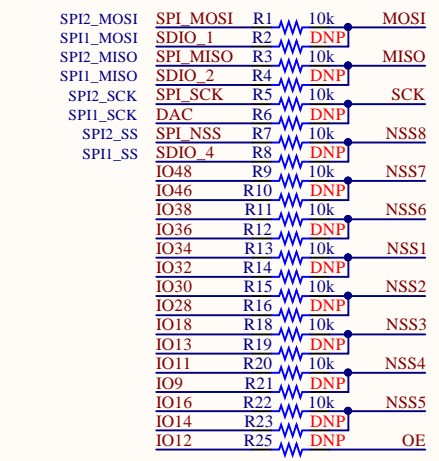 SPI2_MOSI SPI_MOSI R1 10k MOSI
SPI1_MOSI SDIO_1 R2 DNP
SPI2_MISO SPI_MISO R3 10k MISO
SPI1_MISO SDIO_2 R4 DNP
SPI2_SCK SPI_SCK R5 10k SCK
SPI1_SCK DAC R6 DNP
SPI2_SS SPI_NSS R7 10k NSS8
SPI1_SS SDIO_4 R8 DNP
IO48 R9 10k NSS7
IO46 R10 DNP
IO38 R11 10k NSS6
IO36 R12 DNP
IO34 R13 10k NSS1
IO32 R14 DNP
IO30 R15 10k NSS2
IO28 R16 DNP
IO18 R18 10k NSS3
IO13 R19 DNP
IO11 R20 10k NSS4
IO9 R21 DNP
IO16 R22 10k NSS5
IO14 R23 DNP
IO12 R25 DNP OE